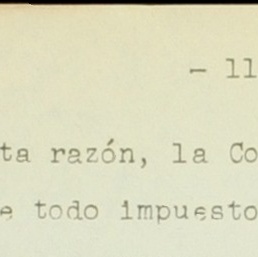 - 11
ta razón, la Co
e todo impuesto